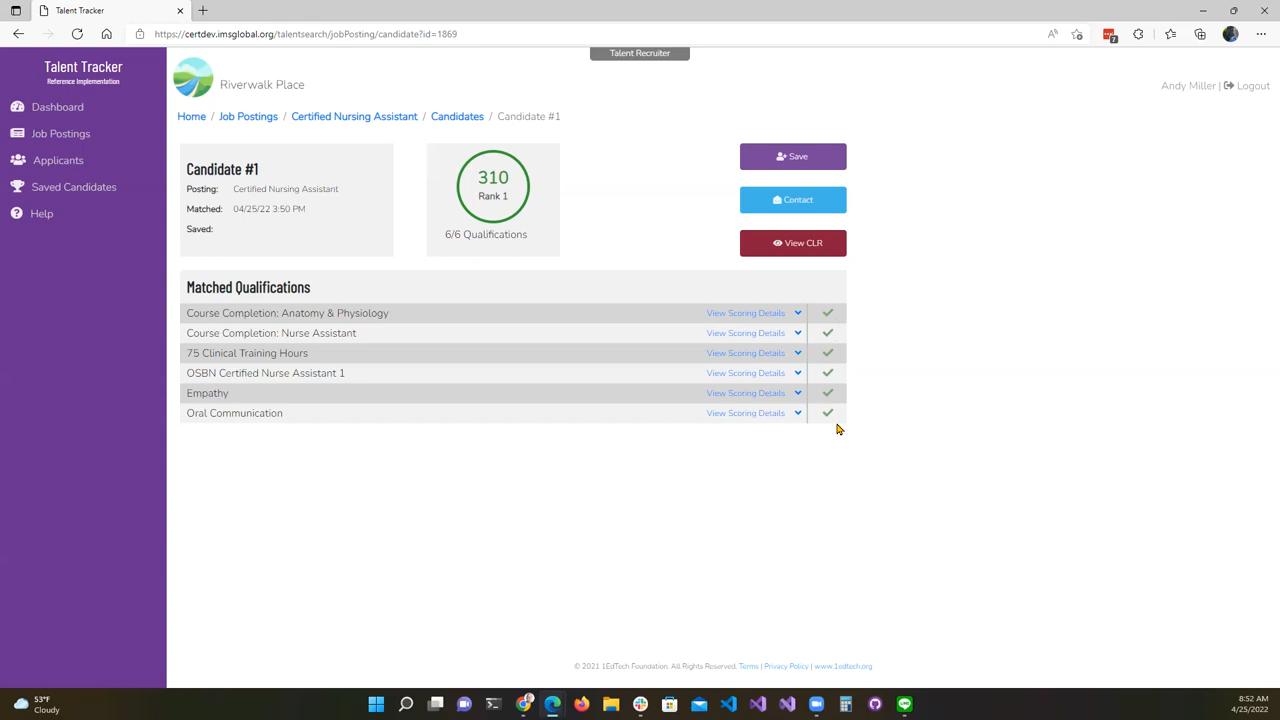 Talent Tracker
https://certdev.imsglobal.org/talentsearch/jobPosting/candidate?id=1869
7
Talent Recruiter
Talent Tracker
Reference Implementation
Dashboard
Job Postings
Applicants
Saved Candidates
Help
Riverwalk Place
Andy Miller | Logout
Home / Job Postings / Certified Nursing Assistant / Candidates / Candidate #1
Candidate #1
Posting: Certified Nursing Assistant
Matched: 04/25/22 3:50 PM
Saved:
310
Rank 1
6/6 Qualifications
Save
Contact
View CLR
Matched Qualifications
Course Completion: Anatomy & Physiology View Scoring Details
Course Completion: Nurse Assistant View Scoring Details
75 Clinical Training Hours View Scoring Details
OSBN Certified Nurse Assistant 1 View Scoring Details
Empathy View Scoring Details
Oral Communication View Scoring Details
© 2021 1EdTech Foundation. All Rights Reserved. Terms | Privacy Policy | www.1edtech.org
53°F
Cloudy
8:52 AM
4/25/2022